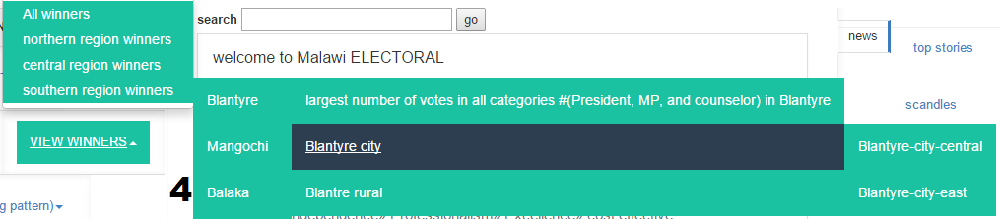 All winners
northern region winners
central region winners
southern region winners
VIEW WINNERS
g pattern)
search
go
welcome to Malawi ELECTORAL
Blantyre
largest number of votes in all categories #(President, MP, and counselor) in Blantyre
Mangochi
Blantyre city
Blantyre-city-central
Balaka
Blantre rural
Blantyre-city-east
4
news
top stories
scandles